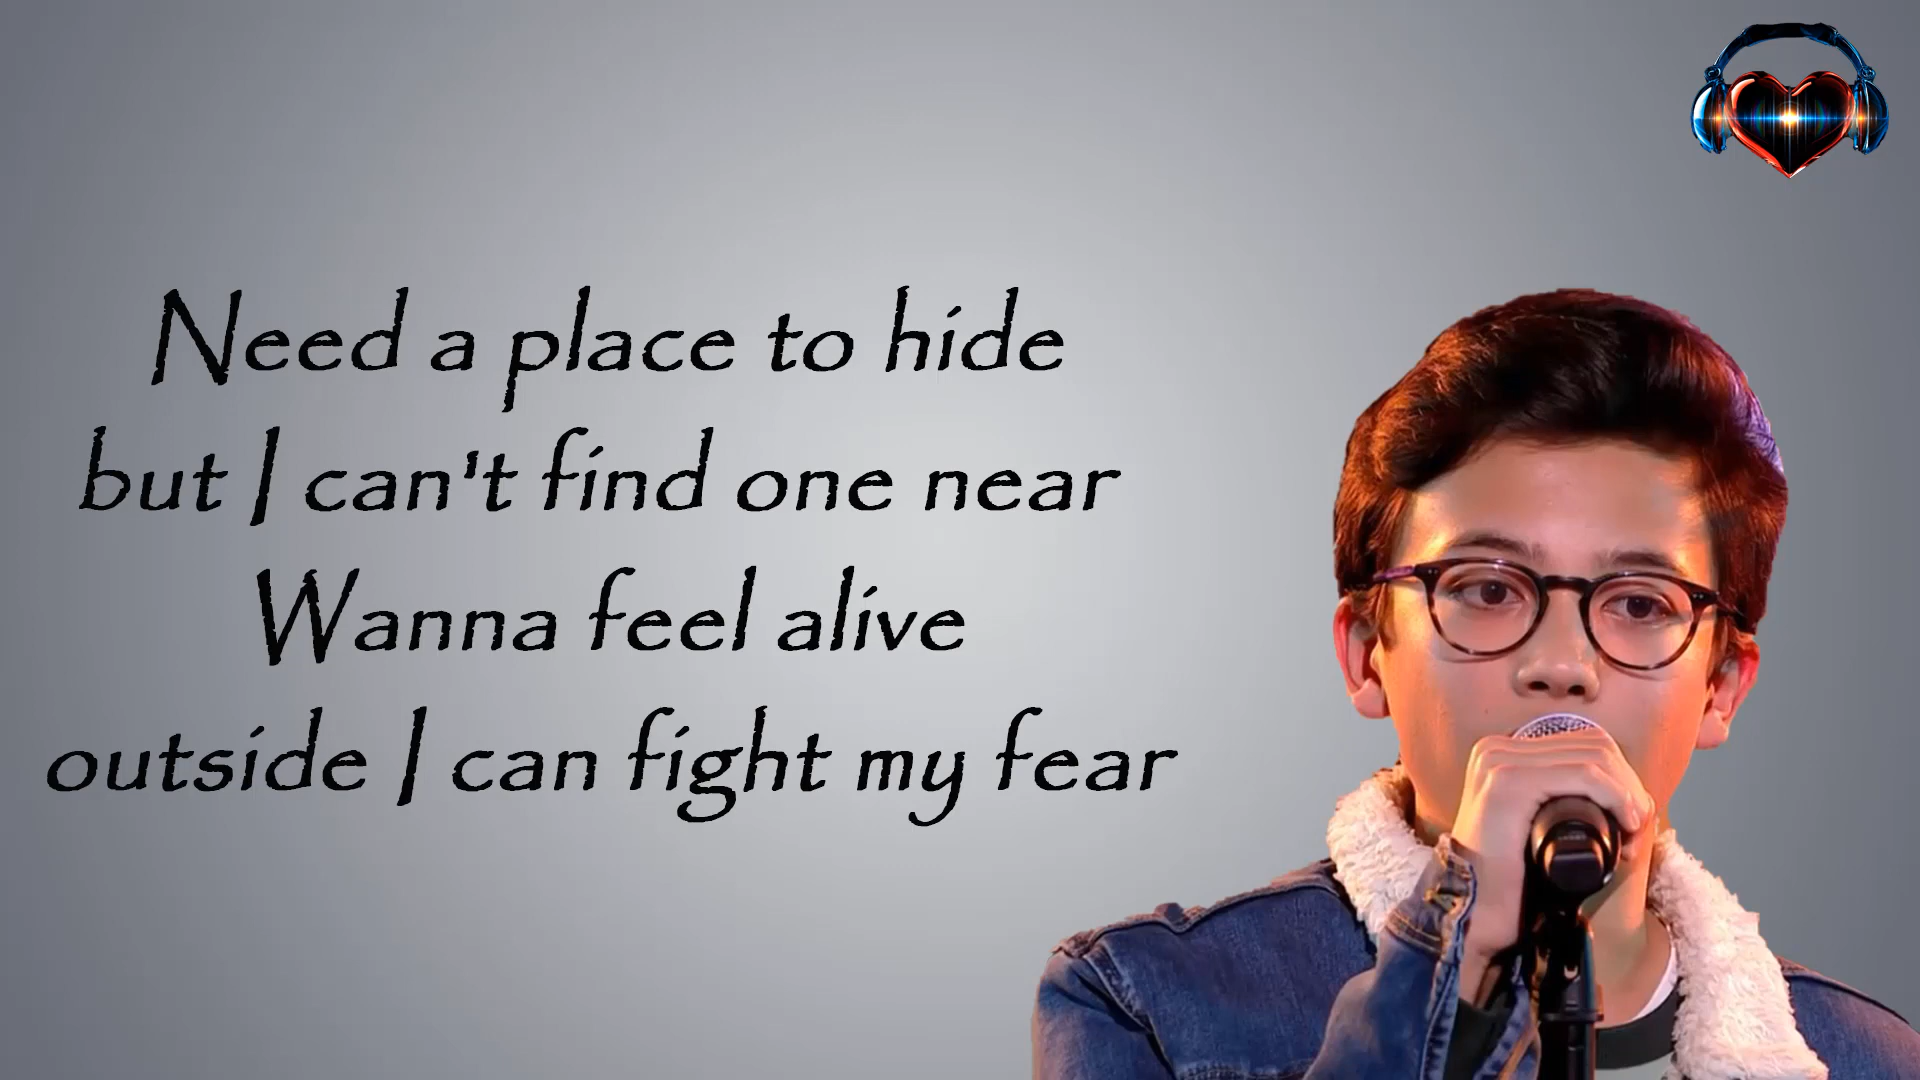 Need a place to hide
but I can't find one near
Wanna feel alive
outside I can fight my fear